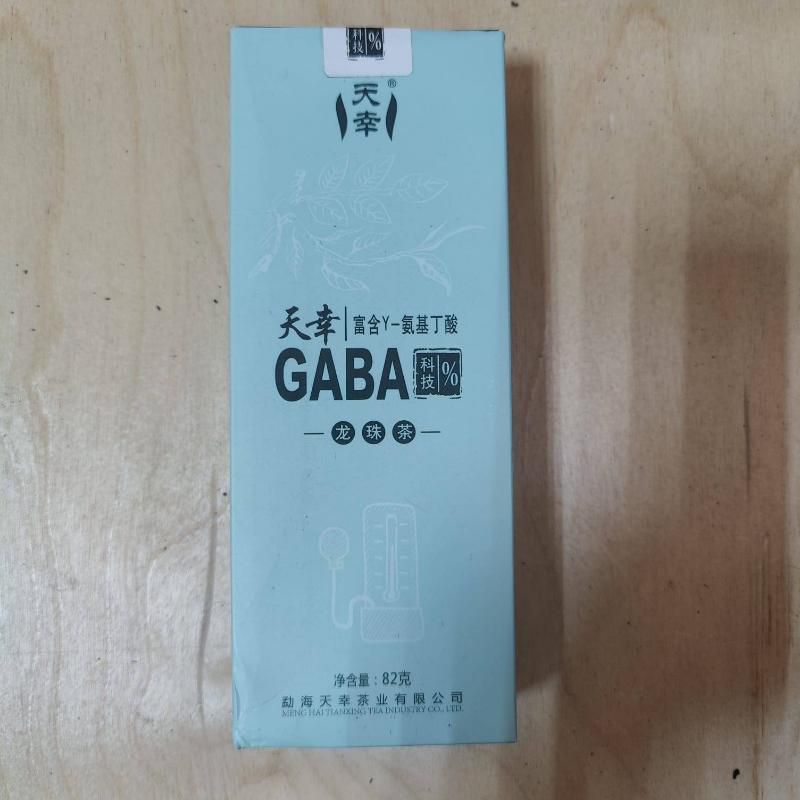 科技 %
天幸®
天幸 富含Y-氨基丁酸
GABA 科技 %
龙珠茶
净含量：82克
勐海天幸茶业有限公司
MENG HAI TIANXING TEA INDUSTRY CO., LTD.